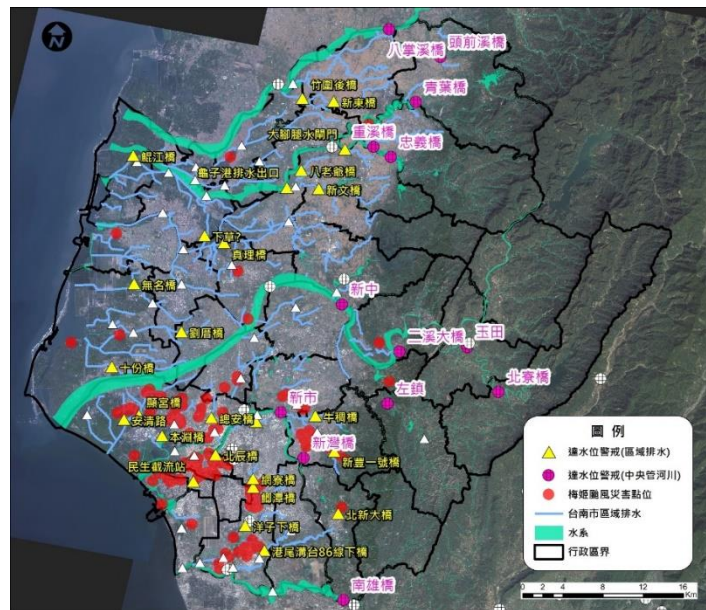 N
八掌溪橋
頭前溪橋
竹圍後橋
新東橋
青葉橋
大腳腿水閘門
重溪橋
忠義橋
鯤江橋
龜子港排水出口
八老爺橋
新文橋
下草?
真理橋
無名橋
新中
劉厝橋
二溪大橋
玉田
十份橋
北寮橋
左鎮
顯宮橋
新市
安清路
總安橋
牛稠橋
本淵橋
新灣橋
民生截流站
北辰橋
新豐一號橋
網寮橋
鯽潭橋
北新大橋
洋子下橋
港尾溝台86線下橋
南雄橋
圖例
達水位警戒(區域排水)
達水位警戒(中央管河川)
梅姬颱風災害點位
台南市區域排水
水系
行政區界
0 2 4 8 12 16
Km